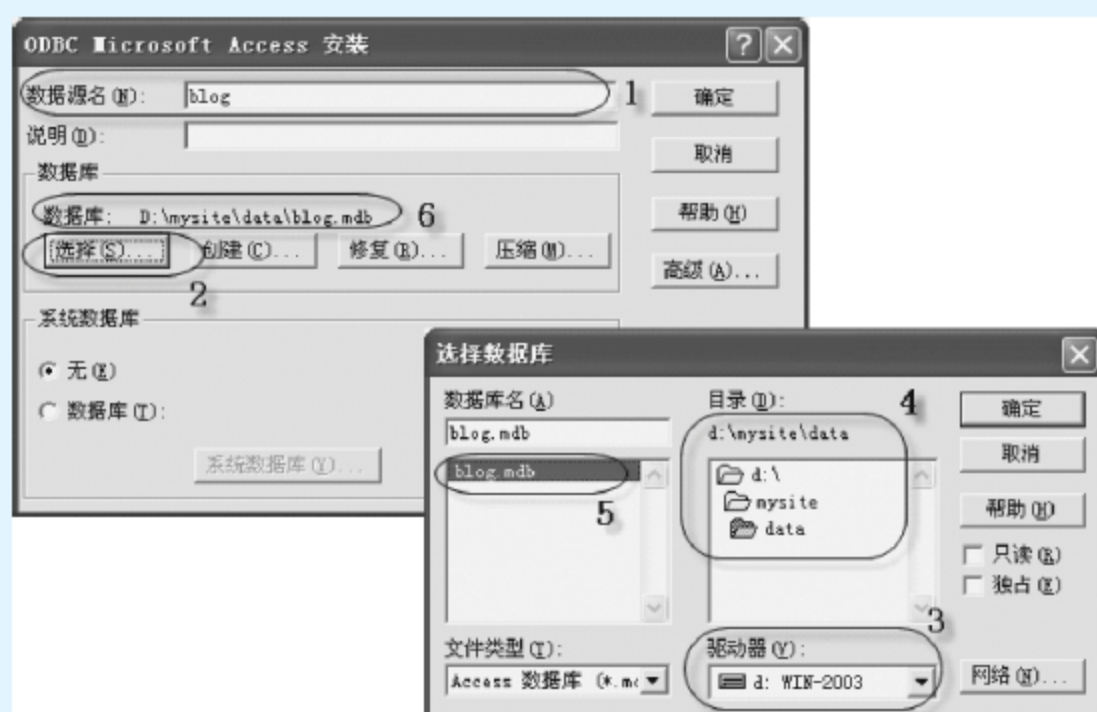 ODBC Microsoft Access 安装
数据源名(N): blog 1
确定
说明(D):
取消
数据库
数据库: D:\mysite\data\blog.mdb 6
帮助(H)
选择(S)... 创建(C)... 修复(R)... 压缩(M)...
2
高级(A)...
系统数据库
无(E)
数据库(T):
系统数据库(Y)...
选择数据库
数据库名(A) 目录(D): 4
确定
blog.mdb d:\mysite\data
取消
blog.mdb d:\
5 mysite
帮助(H)
data
只读(R)
独占(E)
3
文件类型(T): 驱动器(V):
Access 数据库 (*.m d: WIN-2003
网络(N)...